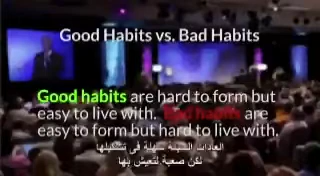 Good Habits vs. Bad Habits
Good habits are hard to form but
easy to live with. Bad habits are
easy to form but hard to live with.
العادات السيئة سهلة فى تشكيلها
لكن صعبة لتعيش بها